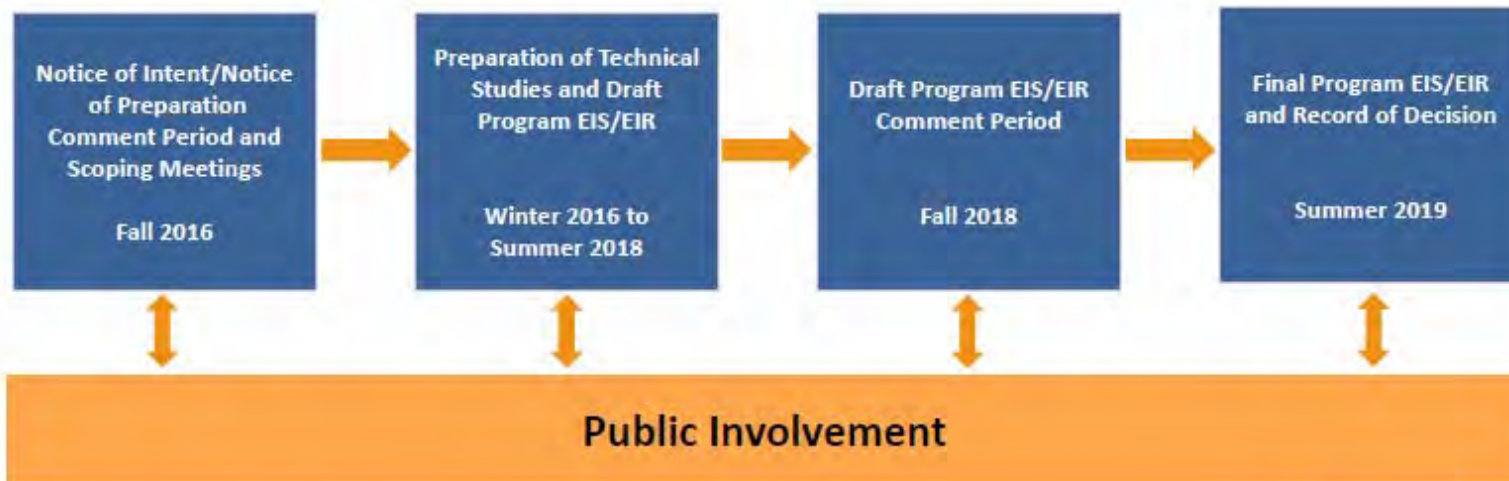 Notice of Intent/Notice
of Preparation
Comment Period and
Scoping Meetings
Fall 2016
Preparation of Technical
Studies and Draft
Program EIS/EIR
Winter 2016 to
Summer 2018
Draft Program EIS/EIR
Comment Period
Fall 2018
Final Program EIS/EIR
and Record of Decision
Summer 2019
Public Involvement